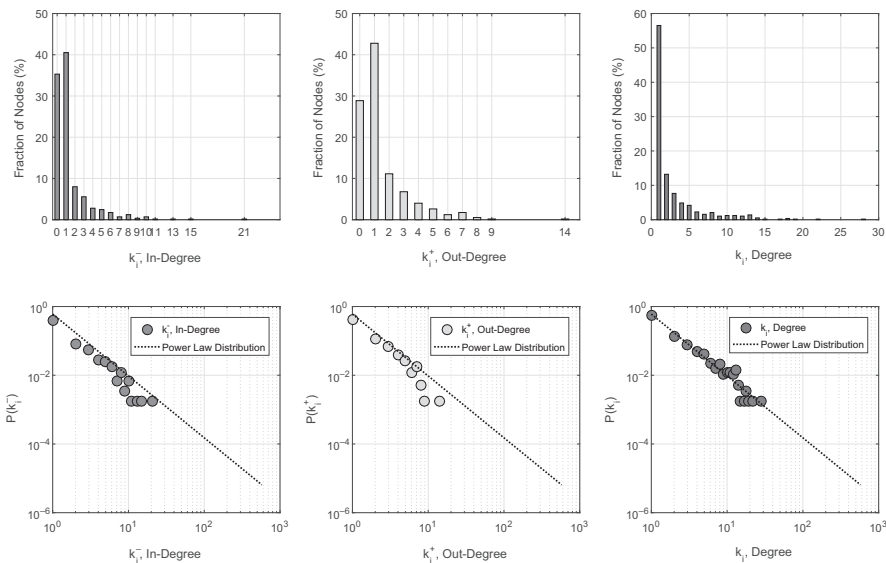 50
40
30
20
10
0
Fraction of Nodes (%)
0 1 2 3 4 5 6 7 8 9 10 11 13 15 21
k_i^-, In-Degree
50
40
30
20
10
0
Fraction of Nodes (%)
0 1 2 3 4 5 6 7 8 9 14
k_i^+, Out-Degree
60
50
40
30
20
10
0
Fraction of Nodes (%)
0 10 20 30
k_i, Degree
10^0
10^-2
10^-4
10^-6
P(k_i^-)
k_i^-, In-Degree
Power Law Distribution
10^0 10^1 10^2 10^3
k_i^-, In-Degree
10^0
10^-2
10^-4
10^-6
P(k_i^+)
k_i^+, Out-Degree
Power Law Distribution
10^0 10^1 10^2 10^3
k_i^+, Out-Degree
10^0
10^-2
10^-4
10^-6
P(k_i)
k_i, Degree
Power Law Distribution
10^0 10^1 10^2 10^3
k_i, Degree